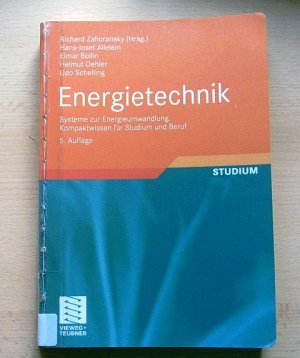 Richard Zahoransky (Hrsg.)
Hans-Josef Allelein
Elmar Bollin
Helmut Oehler
Udo Schelling
Energietechnik
Systeme zur Energieumwandlung.
Kompaktwissen für Studium und Beruf
5. Auflage
STUDIUM
VIEWEG+
TEUBNER